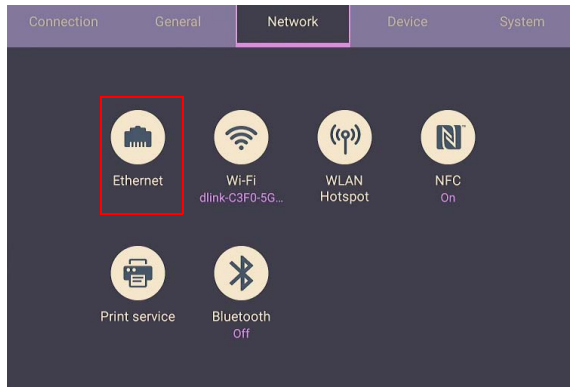 Connection General Network Device System
Ethernet
Wi-Fi
dlink-C3F0-5G...
WLAN
Hotspot
NFC
On
Print service
Bluetooth
Off